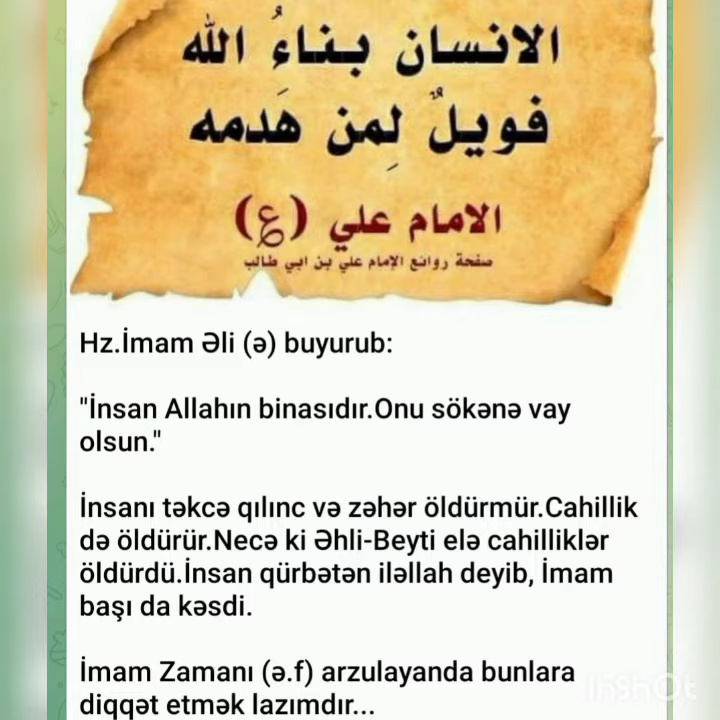 الانسان بناءُ الله
فويلٌ لِمن هَدمه
الامام علي (ع)
صفحة روائع الإمام علي بن ابي طالب
Hz.İmam Əli (ə) buyurub:
"İnsan Allahın binasıdır.Onu sökənə vay
olsun."
İnsanı təkcə qılınc və zəhər öldürmür.Cahillik
də öldürür.Necə ki Əhli-Beyti elə cahilliklər
öldürdü.İnsan qürbətən iləllah deyib, İmam
başı da kəsdi.
İmam Zamanı (ə.f) arzulayanda bunlara
diqqət etmək lazımdır...
InShOt